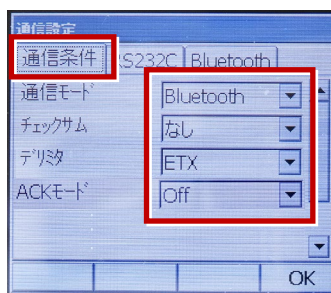 通信設定
通信条件 RS232C Bluetooth
通信モード Bluetooth
チェックサム なし
デリミタ ETX
ACKモード Off
OK